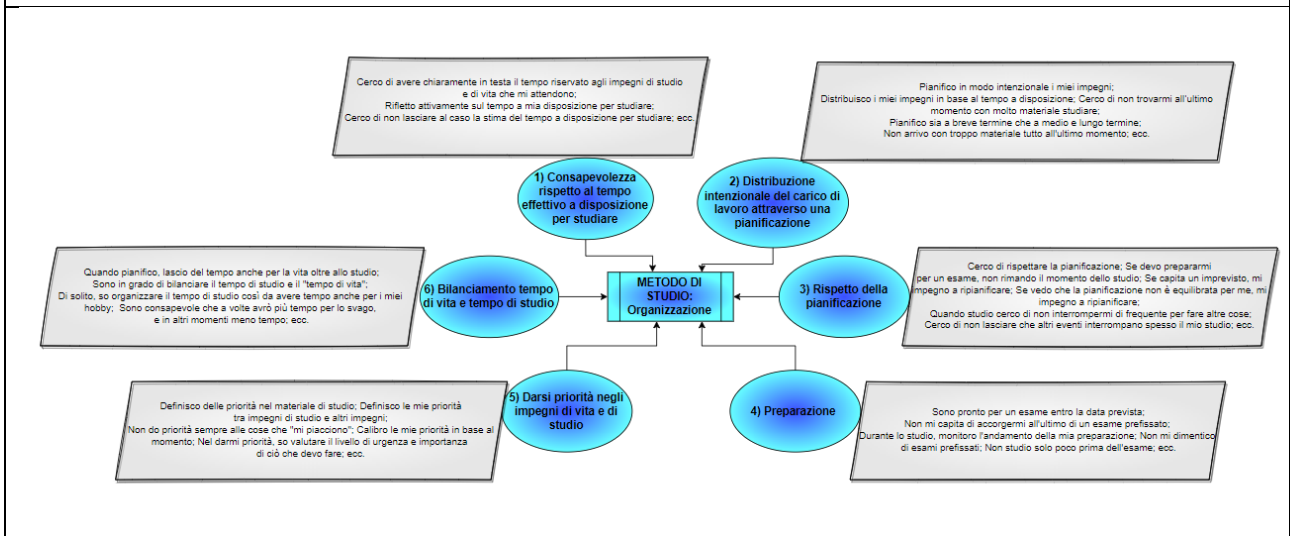 Cerco di avere chiaramente in testa il tempo riservato agli impegni di studio
e di vita che mi attendono;
Rifletto attivamente sul tempo a mia disposizione per studiare;
Cerco di non lasciare al caso la stima del tempo a disposizione per studiare; ecc.
Pianifico in modo intenzionale i miei impegni;
Distribuisco i miei impegni in base al tempo a disposizione; Cerco di non trovarmi all'ultimo
momento con molto materiale studiare;
Pianifico sia a breve termine che a medio e lungo termine;
Non arrivo con troppo materiale tutto all'ultimo momento; ecc.
1) Consapevolezza
rispetto al tempo
effettivo a disposizione
per studiare
2) Distribuzione
intenzionale del carico di
lavoro attraverso una
pianificazione
Quando pianifico, lascio del tempo anche per la vita oltre allo studio;
Sono in grado di bilanciare il tempo di studio e il "tempo di vita";
Di solito, so organizzare il tempo di studio così da avere tempo anche per i miei
hobby; Sono consapevole che a volte avrò più tempo per lo svago,
e in altri momenti meno tempo; ecc.
6) Bilanciamento tempo
di vita e tempo di studio
METODO DI
STUDIO:
Organizzazione
3) Rispetto della
pianificazione
Cerco di rispettare la pianificazione; Se devo prepararmi
per un esame, non rimando il momento dello studio; Se capita un imprevisto, mi
impegno a ripianificare; Se vedo che la pianificazione non è equilibrata per me, mi
impegno a ripianificare;
Quando studio cerco di non interrompermi di frequente per fare altre cose;
Cerco di non lasciare che altri eventi interrompano spesso il mio studio; ecc.
Definisco delle priorità nel materiale di studio; Definisco le mie priorità
tra impegni di studio e altri impegni;
Non do priorità sempre alle cose che "mi piacciono"; Calibro le mie priorità in base al
momento; Nel darmi priorità, so valutare il livello di urgenza e importanza
di ciò che devo fare; ecc.
5) Darsi priorità negli
impegni di vita e di
studio
4) Preparazione
Sono pronto per un esame entro la data prevista;
Non mi capita di accorgermi all'ultimo di un esame prefissato;
Durante lo studio, monitoro l'andamento della mia preparazione; Non mi dimentico
di esami prefissati; Non studio solo poco prima dell'esame; ecc.